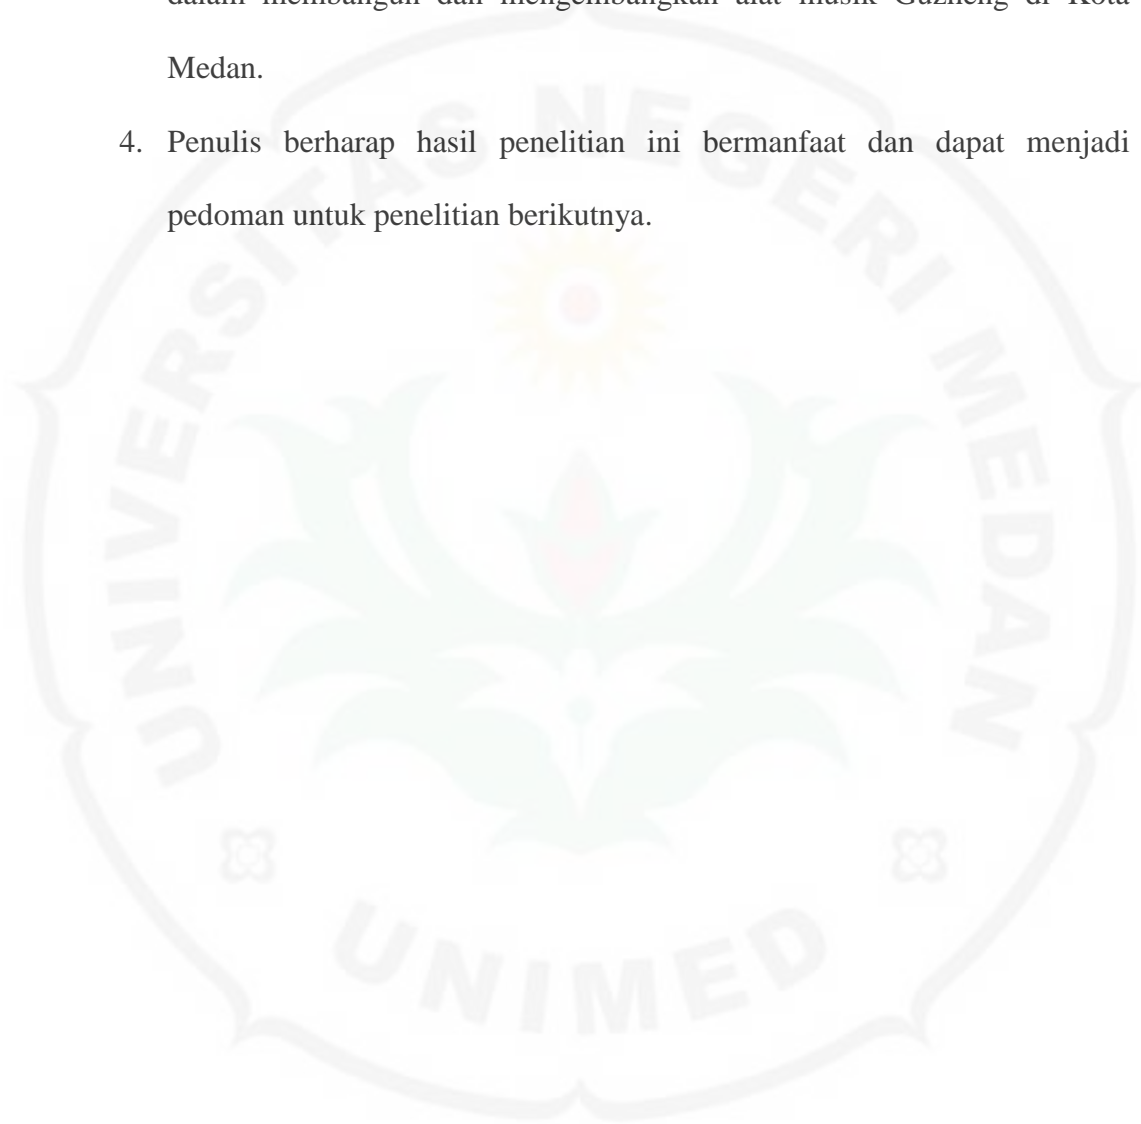 dalam membangun dan mengembangkan alat musik Guzheng di Kota
Medan.
4. Penulis berharap hasil penelitian ini bermanfaat dan dapat menjadi
pedoman untuk penelitian berikutnya.
UNIVERSITAS NEGERI MEDAN
UNIMED